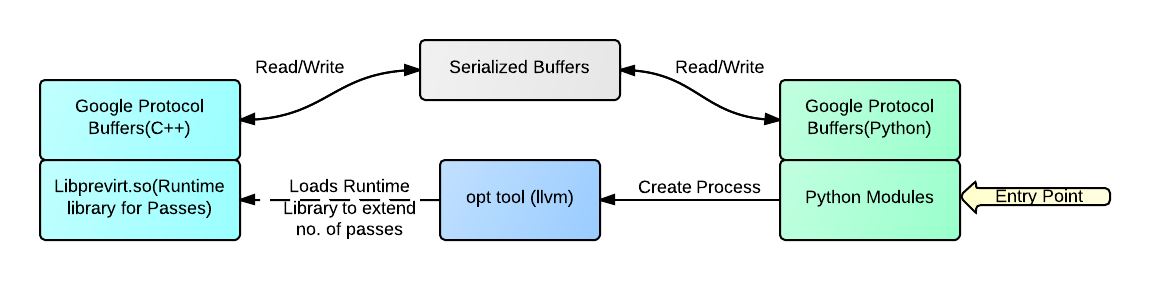 Serialized Buffers
Read/Write
Read/Write
Google Protocol
Buffers(C++)
Google Protocol
Buffers(Python)
Libprevirt.so(Runtime
library for Passes)
Loads Runtime
Library to extend
no. of passes
opt tool (llvm)
Create Process
Python Modules
Entry Point